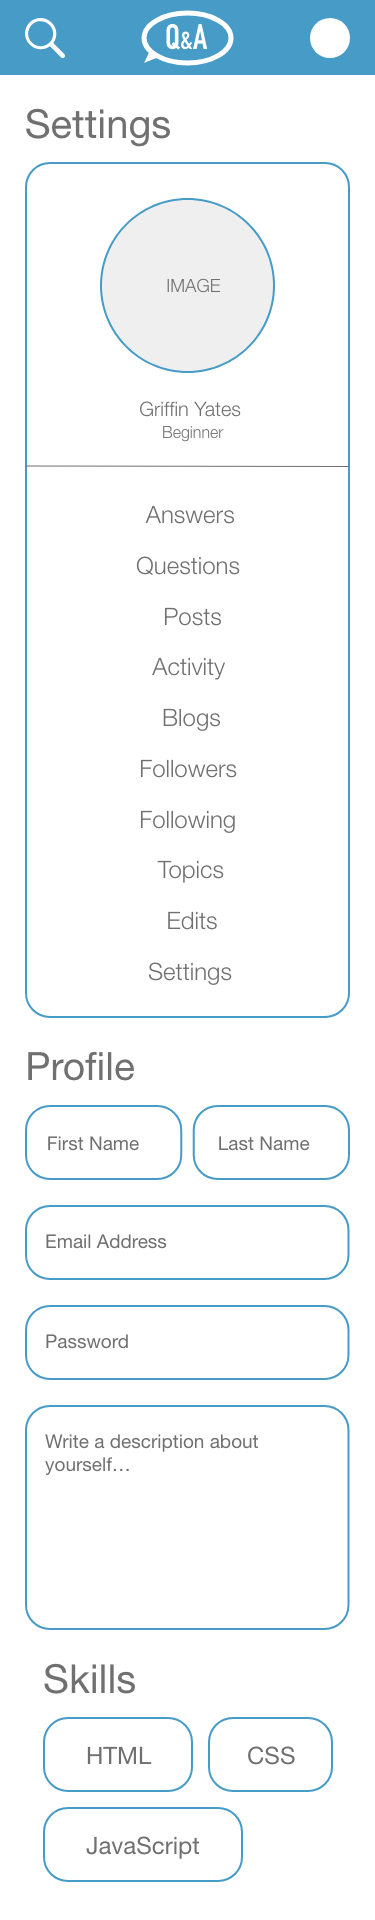 Q&A
Settings
IMAGE
Griffin Yates
Beginner
Answers
Questions
Posts
Activity
Blogs
Followers
Following
Topics
Edits
Settings
Profile
First Name
Last Name
Email Address
Password
Write a description about
yourself...
Skills
HTML
CSS
JavaScript